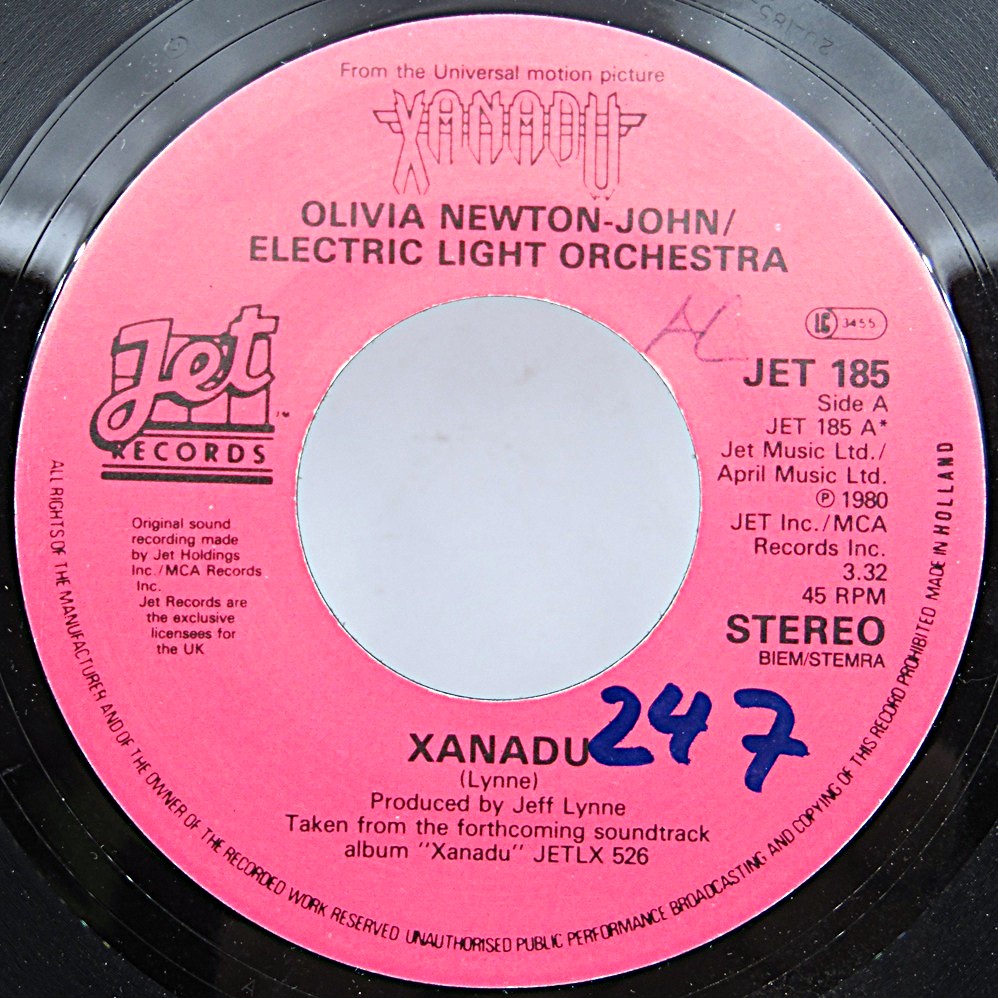 From the Universal motion picture
XANADU
OLIVIA NEWTON-JOHN/
ELECTRIC LIGHT ORCHESTRA
Jet
RECORDS
TM
Original sound
recording made
by Jet Holdings
Inc./MCA Records
Inc.
Jet Records are
the exclusive
licensees for
the UK
LC 3455
JET 185
Side A
JET 185 A*
Jet Music Ltd./
April Music Ltd.
℗ 1980
JET Inc./MCA
Records Inc.
3.32
45 RPM
STEREO
BIEM/STEMRA
XANADU
247
(Lynne)
Produced by Jeff Lynne
Taken from the forthcoming soundtrack
album "Xanadu" JETLX 526
ALL RIGHTS OF THE MANUFACTURER AND OF THE OWNER OF THE RECORDED WORK RESERVED UNAUTHORISED PUBLIC PERFORMANCE BROADCASTING AND COPYING OF THIS RECORD PROHIBITED MADE IN HOLLAND